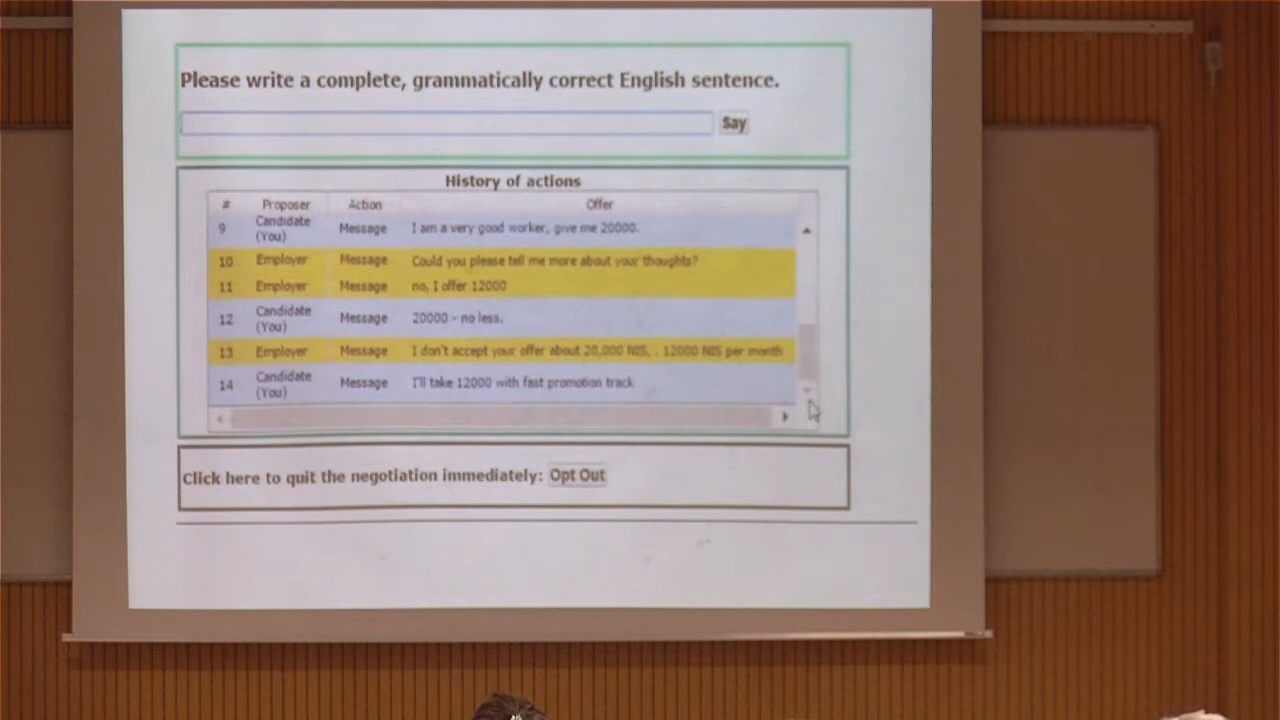 Please write a complete, grammatically correct English sentence.
Say
History of actions
# Proposer Action Offer
9 Candidate (You) Message I am a very good worker, give me 20000.
10 Employer Message Could you please tell me more about your thoughts?
11 Employer Message no, I offer 12000
12 Candidate (You) Message 20000 - no less.
13 Employer Message I don't accept your offer about 20,000 NIS, . 12000 NIS per month
14 Candidate (You) Message I'll take 12000 with fast promotion track
Click here to quit the negotiation immediately: Opt Out